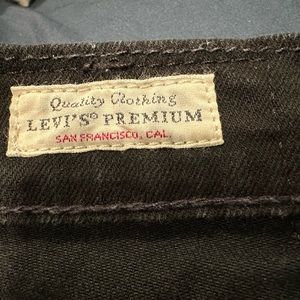 Quality Clothing
LEVI'S® PREMIUM
SAN FRANCISCO, CAL.